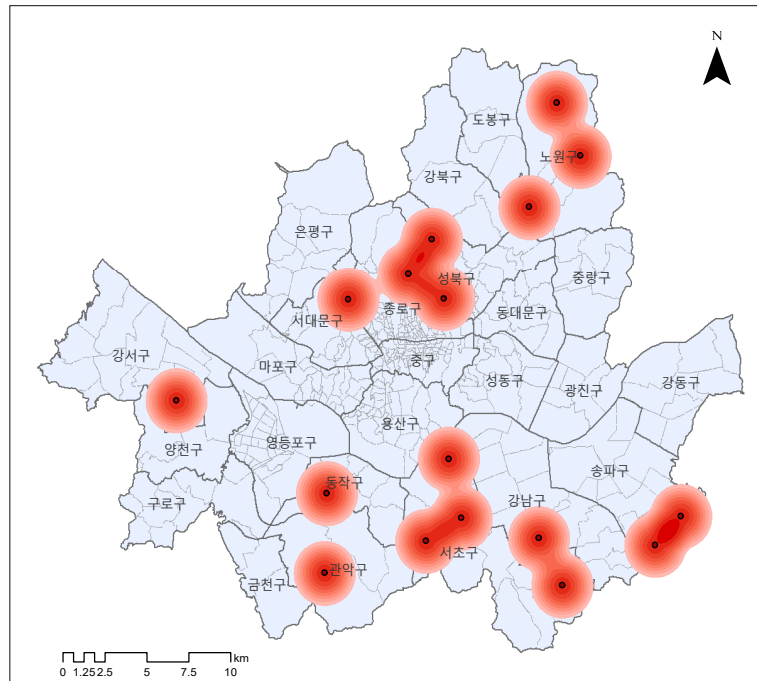 N
도봉구
노원구
강북구
은평구
성북구
중랑구
종로구
동대문구
서대문구
강서구
마포구
중구
성동구
광진구
강동구
용산구
양천구
영등포구
송파구
동작구
구로구
강남구
서초구
관악구
금천구
km
0 1.25 2.5 5 7.5 10